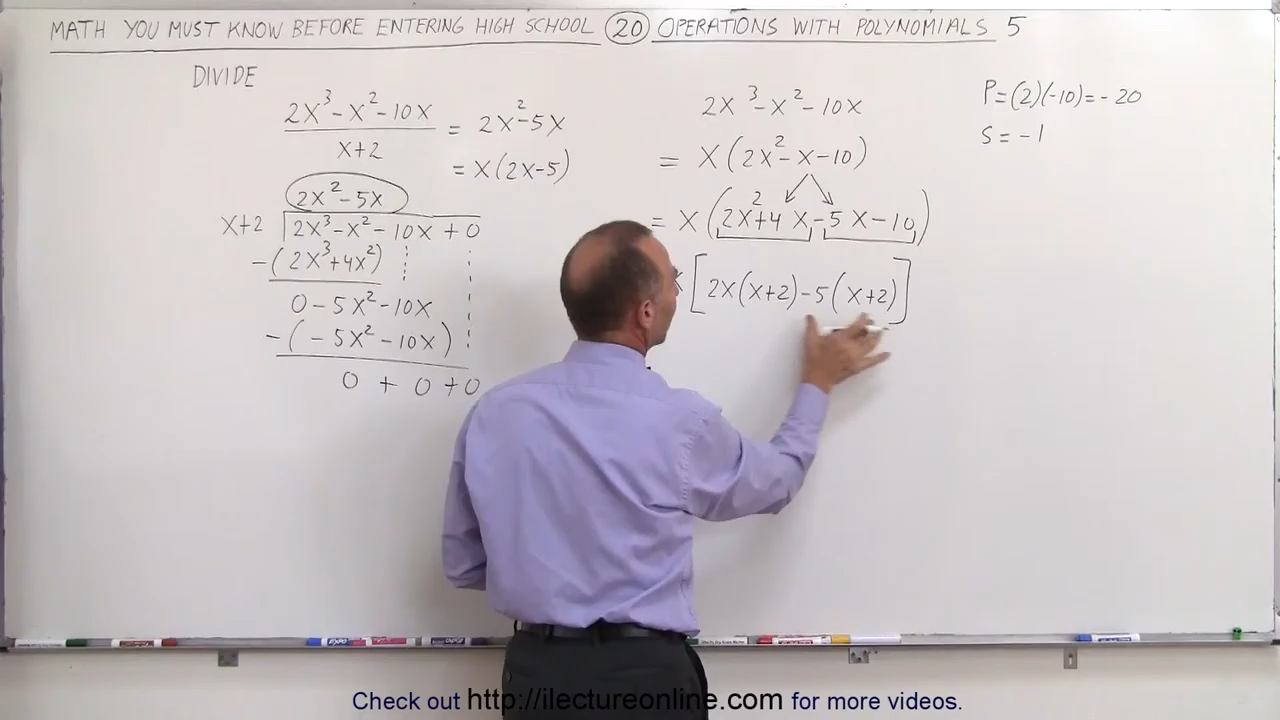 MATH YOU MUST KNOW BEFORE ENTERING HIGH SCHOOL 20 OPERATIONS WITH POLYNOMIALS 5
DIVIDE
2X³-X²-10X
X+2
= 2X²-5X
= X(2X-5)
2X²-5X
X+2 2X³-X²-10X+0
-(2X³+4X²)
0-5X²-10X
-(-5X²-10X)
0 + 0 + 0
2X³-X²-10X
= X(2X²-X-10)
= X(2X²+4X-5X-10)
X[2X(X+2)-5(X+2)]
P=(2)(-10)=-20
S=-1
EXPO
Check out http://ilectureonline.com for more videos.